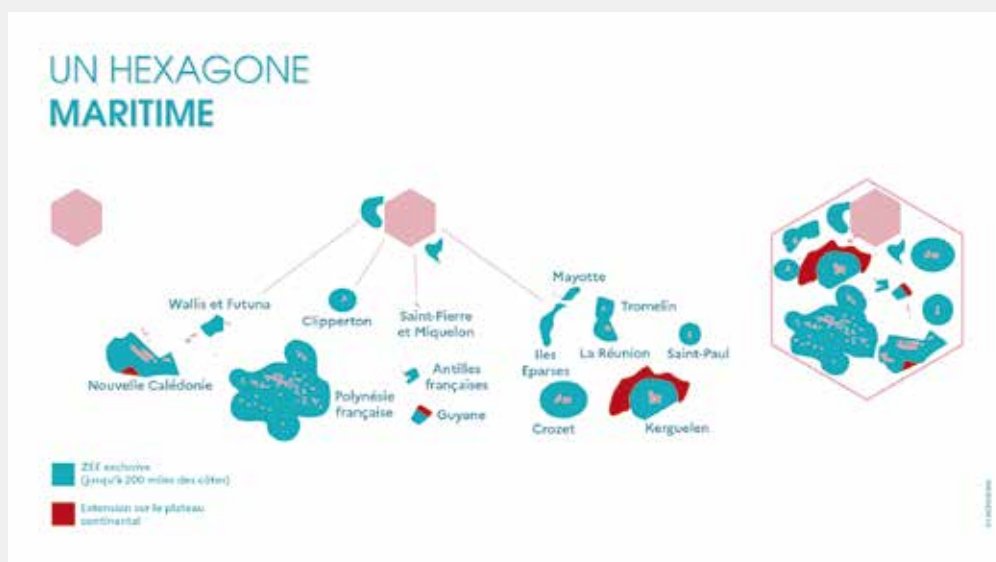 UN HEXAGONE
MARITIME
Wallis et Futuna
Clipperton
Saint-Pierre
et Miquelon
Mayotte
Tromelin
Nouvelle Calédonie
Polynésie
française
Antilles
françaises
Guyane
Iles
Eparses
La Réunion
Saint-Paul
Crozet
Kerguelen
ZEE exclusive
(jusqu'à 200 miles des côtes)
Extension sur le plateau
continental